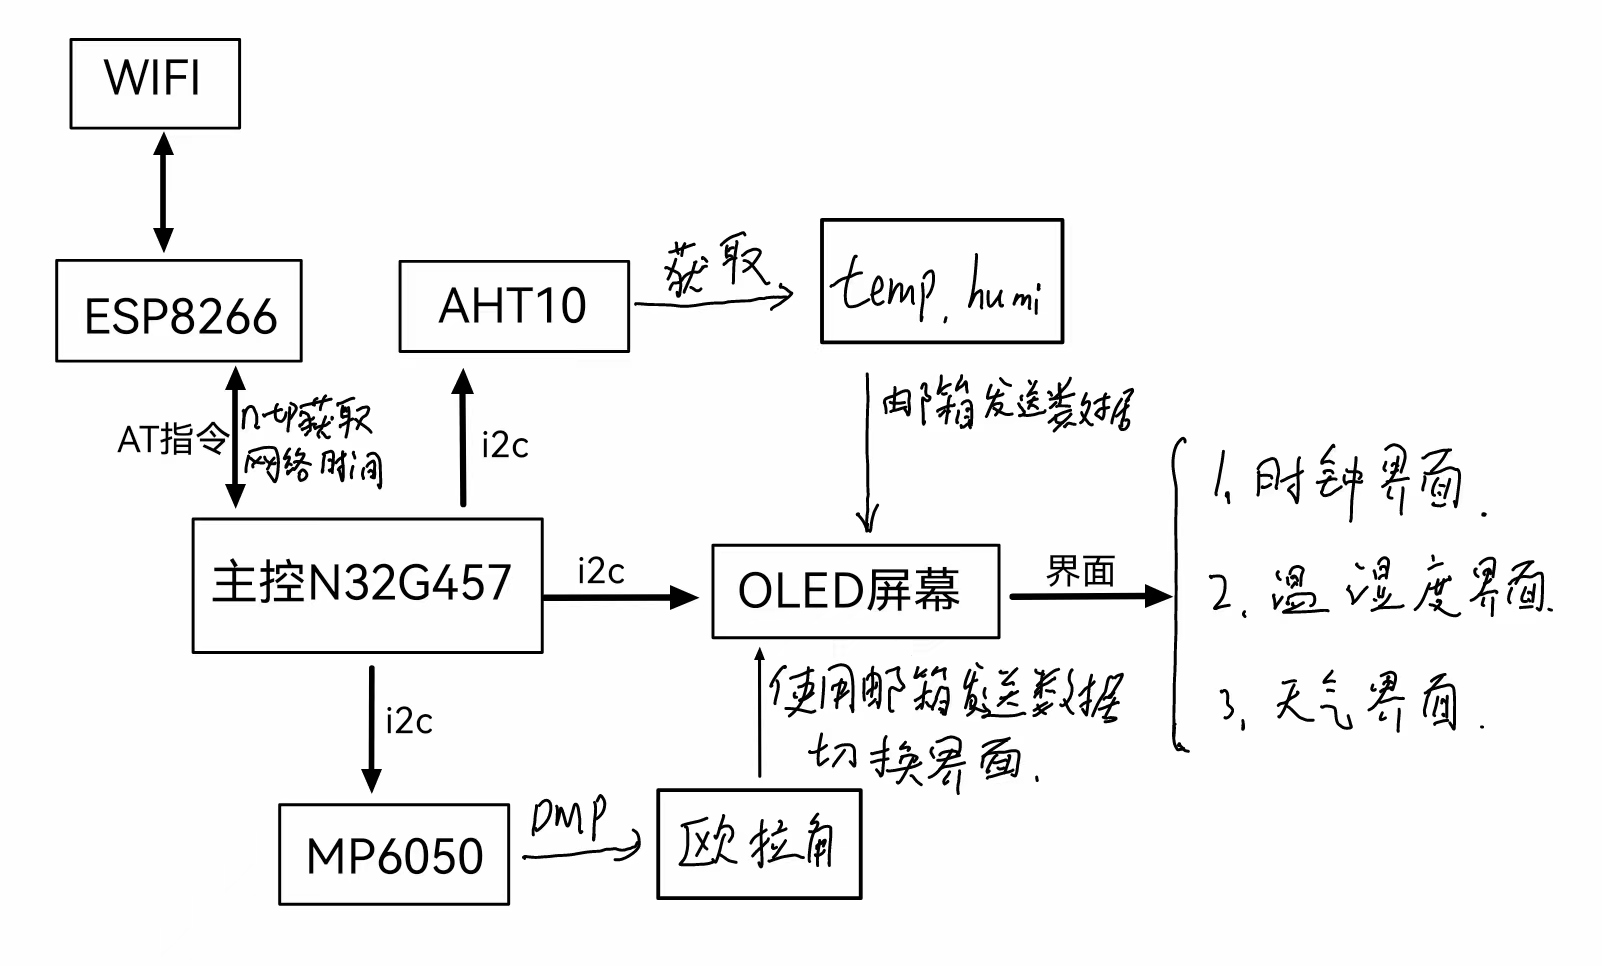 WIFI
ESP8266
AHT10
获取
temp. humi
AT指令
ntp获取
网络时间
i2c
由邮箱发送数据
主控N32G457
i2c
OLED屏幕
界面
1. 时钟界面.
2. 温湿度界面.
3. 天气界面.
i2c
使用邮箱发送数据
切换界面.
MP6050
DMP
欧拉角